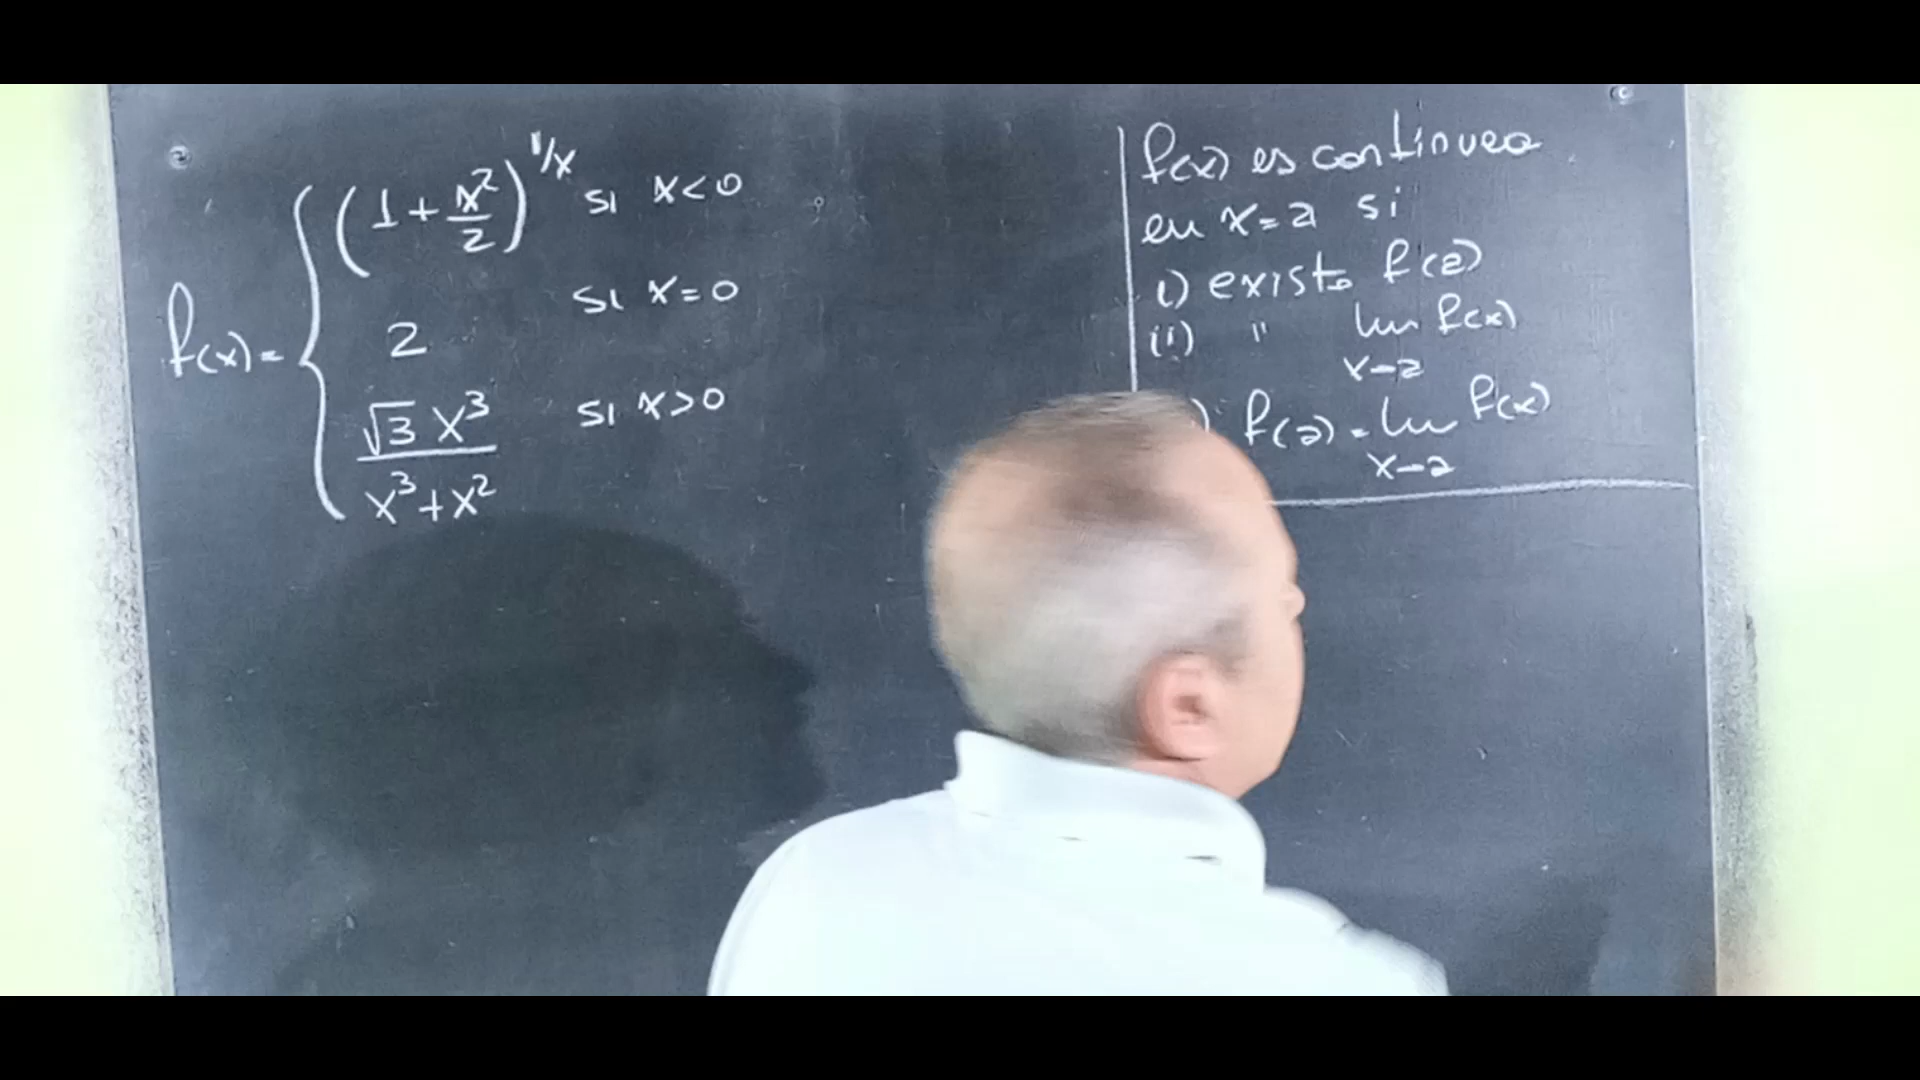 f(x) = { (1 + x²/2)^(1/x) si x<0
2 si x=0
√3 x³ / (x³+x²) si x>0
f(x) es continua
en x=a si
i) existe f(a)
ii) " lim f(x)
x→a
) f(a) = lim f(x)
x→a